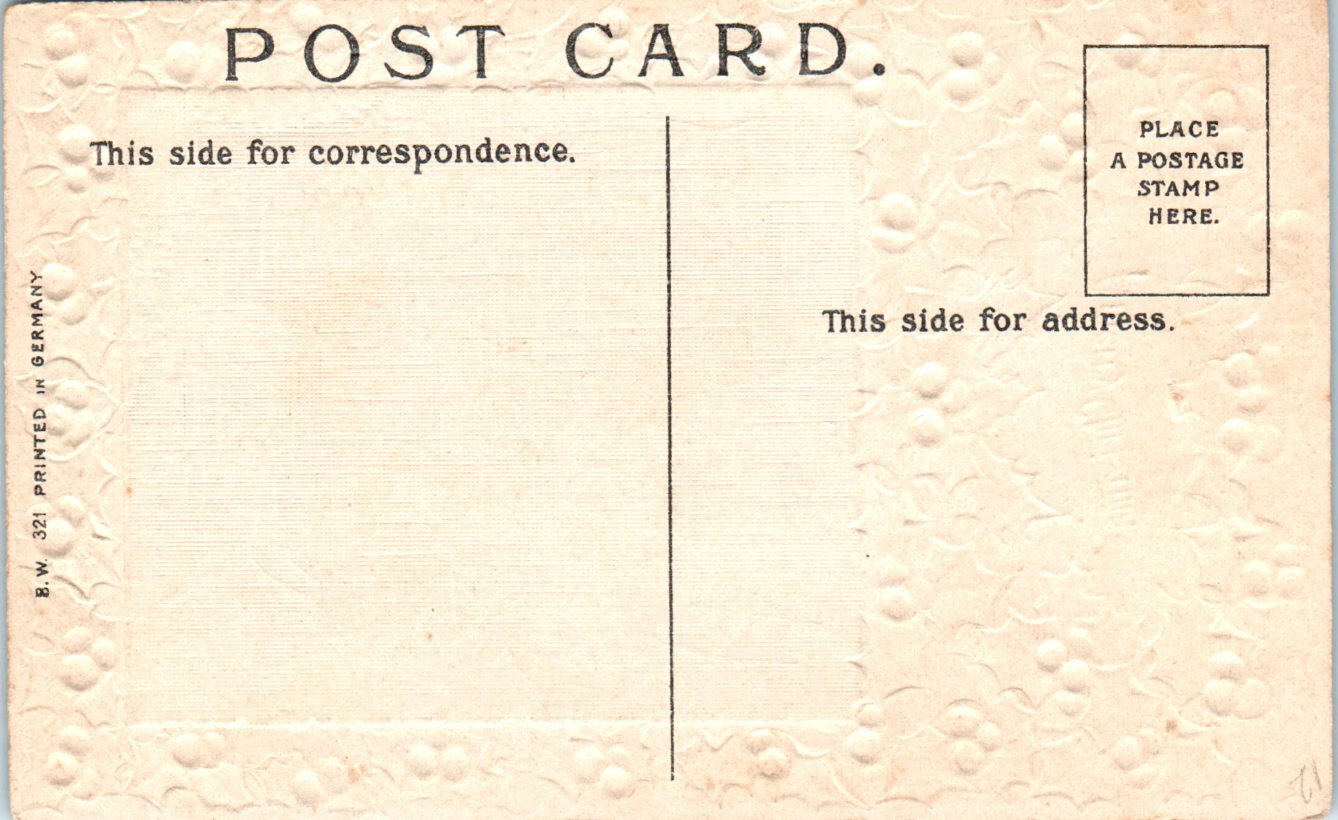 POST CARD.
This side for correspondence.
PLACE
A POSTAGE
STAMP
HERE.
This side for address.
B.W. 321 PRINTED IN GERMANY